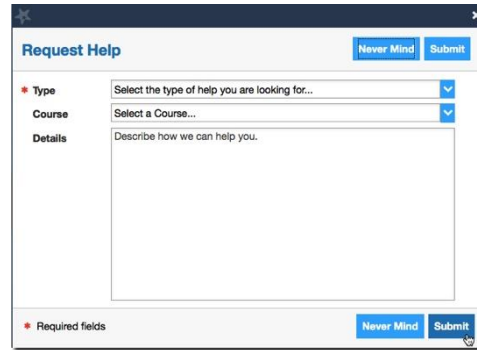 Request Help
Never Mind Submit
* Type Select the type of help you are looking for...
Course Select a Course...
Details Describe how we can help you.
* Required fields
Never Mind Submit